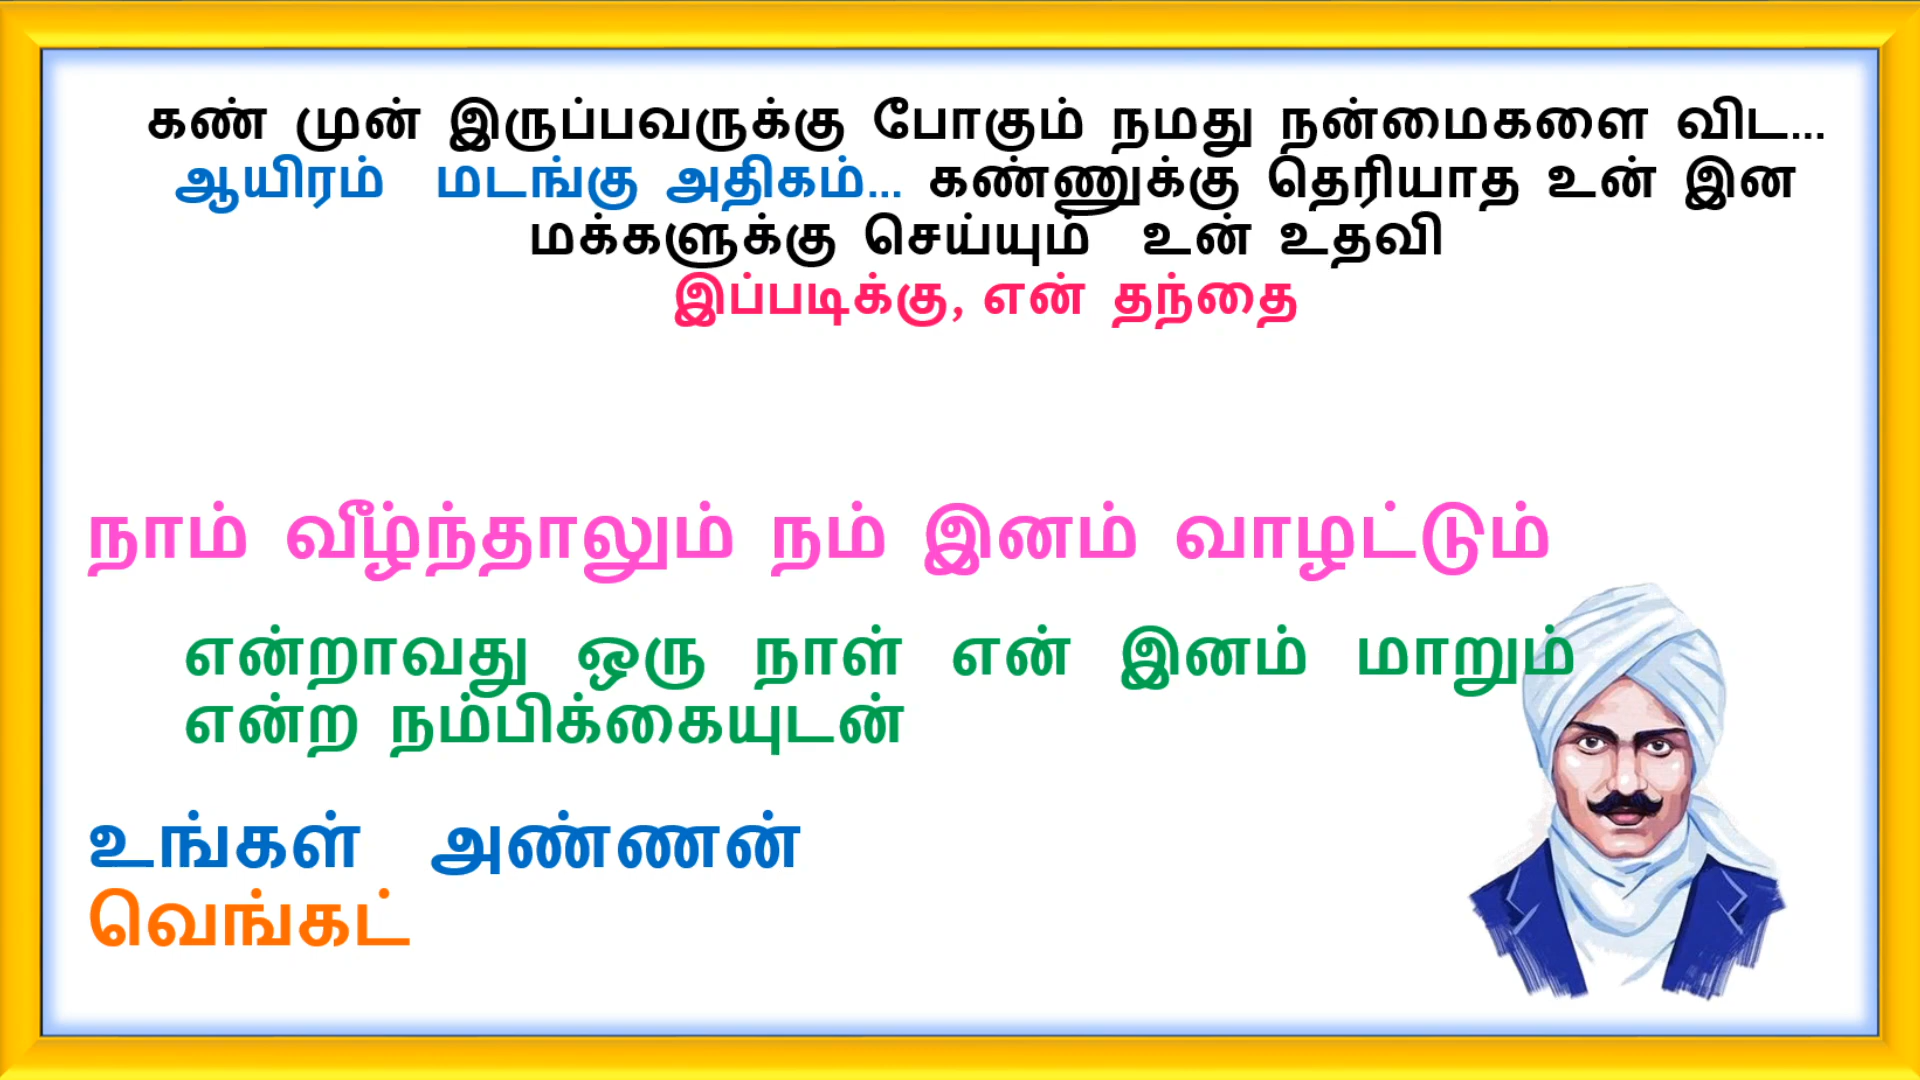 கண் முன் இருப்பவருக்கு போகும் நமது நன்மைகளை விட...
ஆயிரம் மடங்கு அதிகம்... கண்ணுக்கு தெரியாத உன் இன
மக்களுக்கு செய்யும் உன் உதவி
இப்படிக்கு, என் தந்தை
நாம் வீழ்ந்தாலும் நம் இனம் வாழட்டும்
என்றாவது ஒரு நாள் என் இனம் மாறும்
என்ற நம்பிக்கையுடன்
உங்கள் அண்ணன்
வெங்கட்